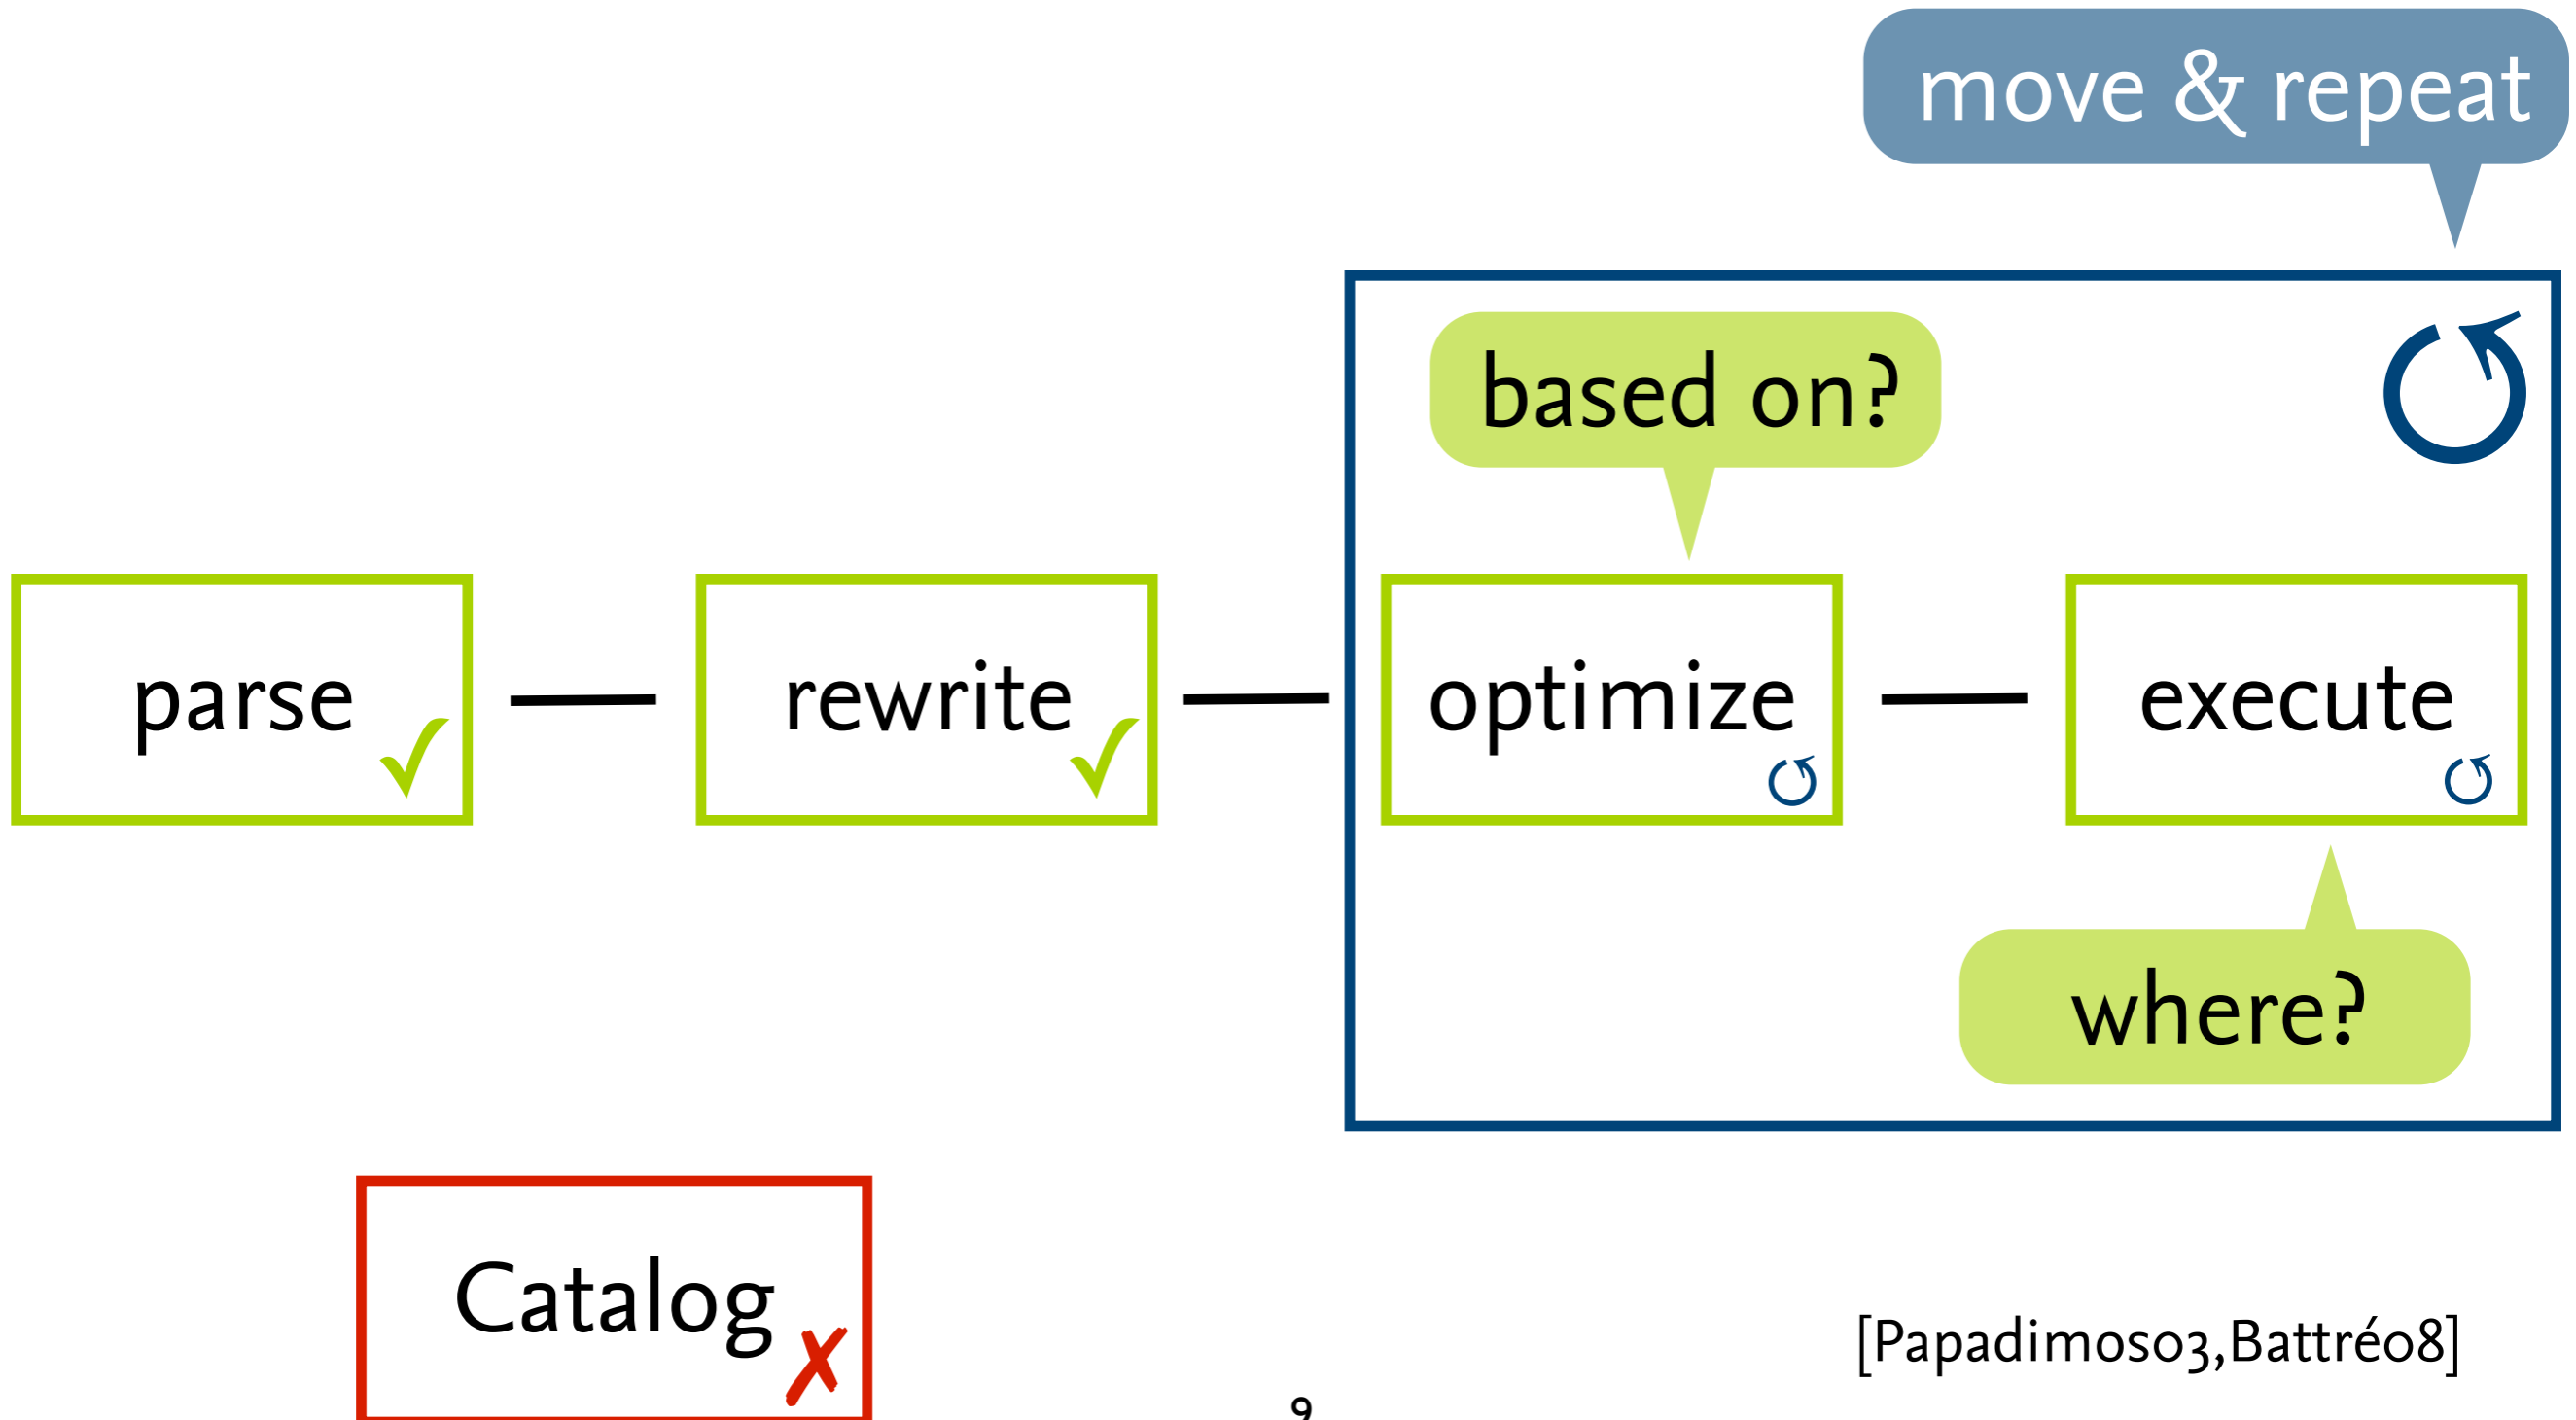 move & repeat
based on?
parse
rewrite
optimize
execute
where?
Catalog
[Papadimos03,Battré08]
9